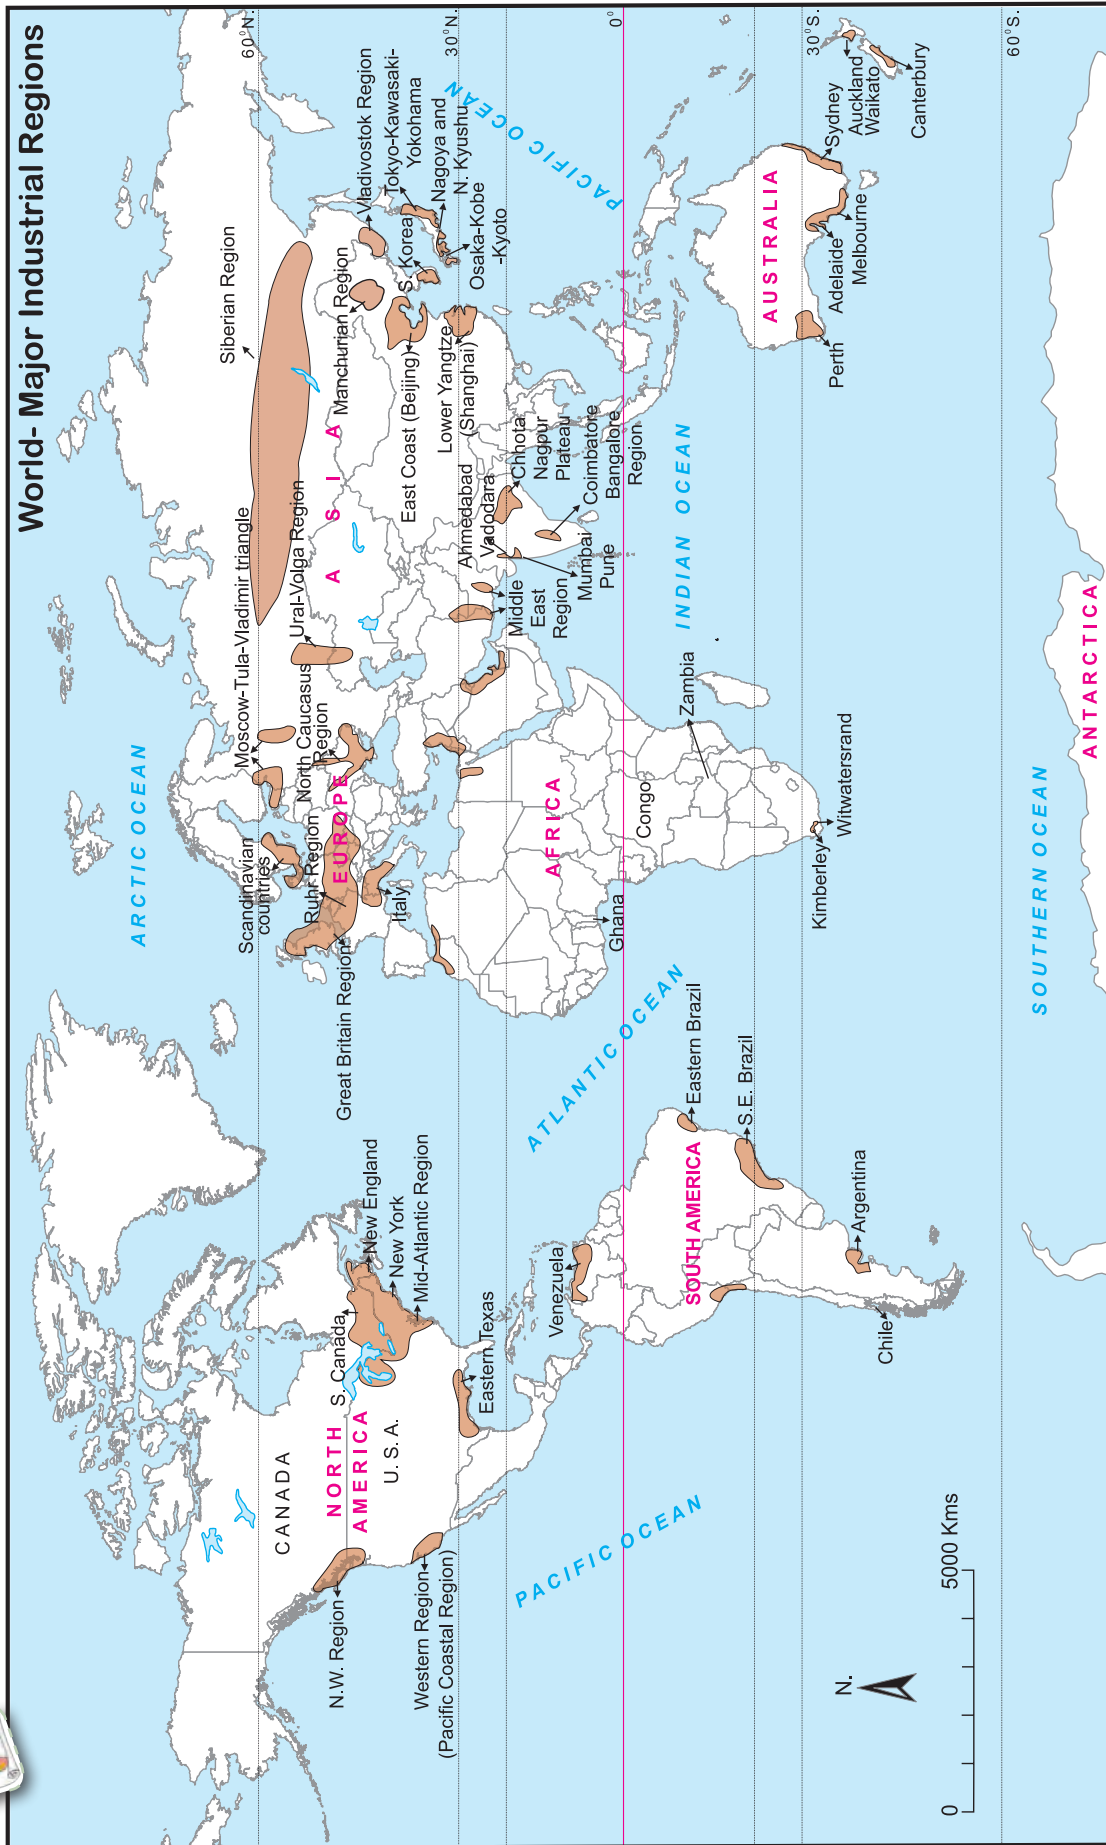 World- Major Industrial Regions
60°N.
30°N.
0°
30°S.
60°S.
ARCTIC OCEAN
Siberian Region
Moscow-Tula-Vladimir triangle
Ural-Volga Region
North Caucasus
Region
Scandinavian
countries
Ruhr Region
EUROPE
Italy
Great Britain Region
ASIA
Vladivostok Region
Tokyo-Kawasaki-
Yokohama
Nagoya and
N. Kyushu
Osaka-Kobe
-Kyoto
S. Korea
Manchurian Region
East Coast (Beijing)
Lower Yangtze
(Shanghai)
Ahmedabad
Vadodara
Chhota
Nagpur
Plateau
Coimbatore
Bangalore
Region
Mumbai
Pune
Middle
East
Region
PACIFIC OCEAN
INDIAN OCEAN
AUSTRALIA
Sydney
Auckland
Waikato
Canterbury
Melbourne
Adelaide
Perth
AFRICA
Congo
Zambia
Ghana
Kimberley
Witwatersrand
ATLANTIC OCEAN
CANADA
NORTH
AMERICA
U.S.A.
S. Canada
New England
New York
Mid-Atlantic Region
Eastern Texas
N.W. Region
Western Region
(Pacific Coastal Region)
PACIFIC OCEAN
SOUTH AMERICA
Venezuela
Eastern Brazil
S.E. Brazil
Argentina
Chile
SOUTHERN OCEAN
ANTARCTICA
N.
0 5000 Kms